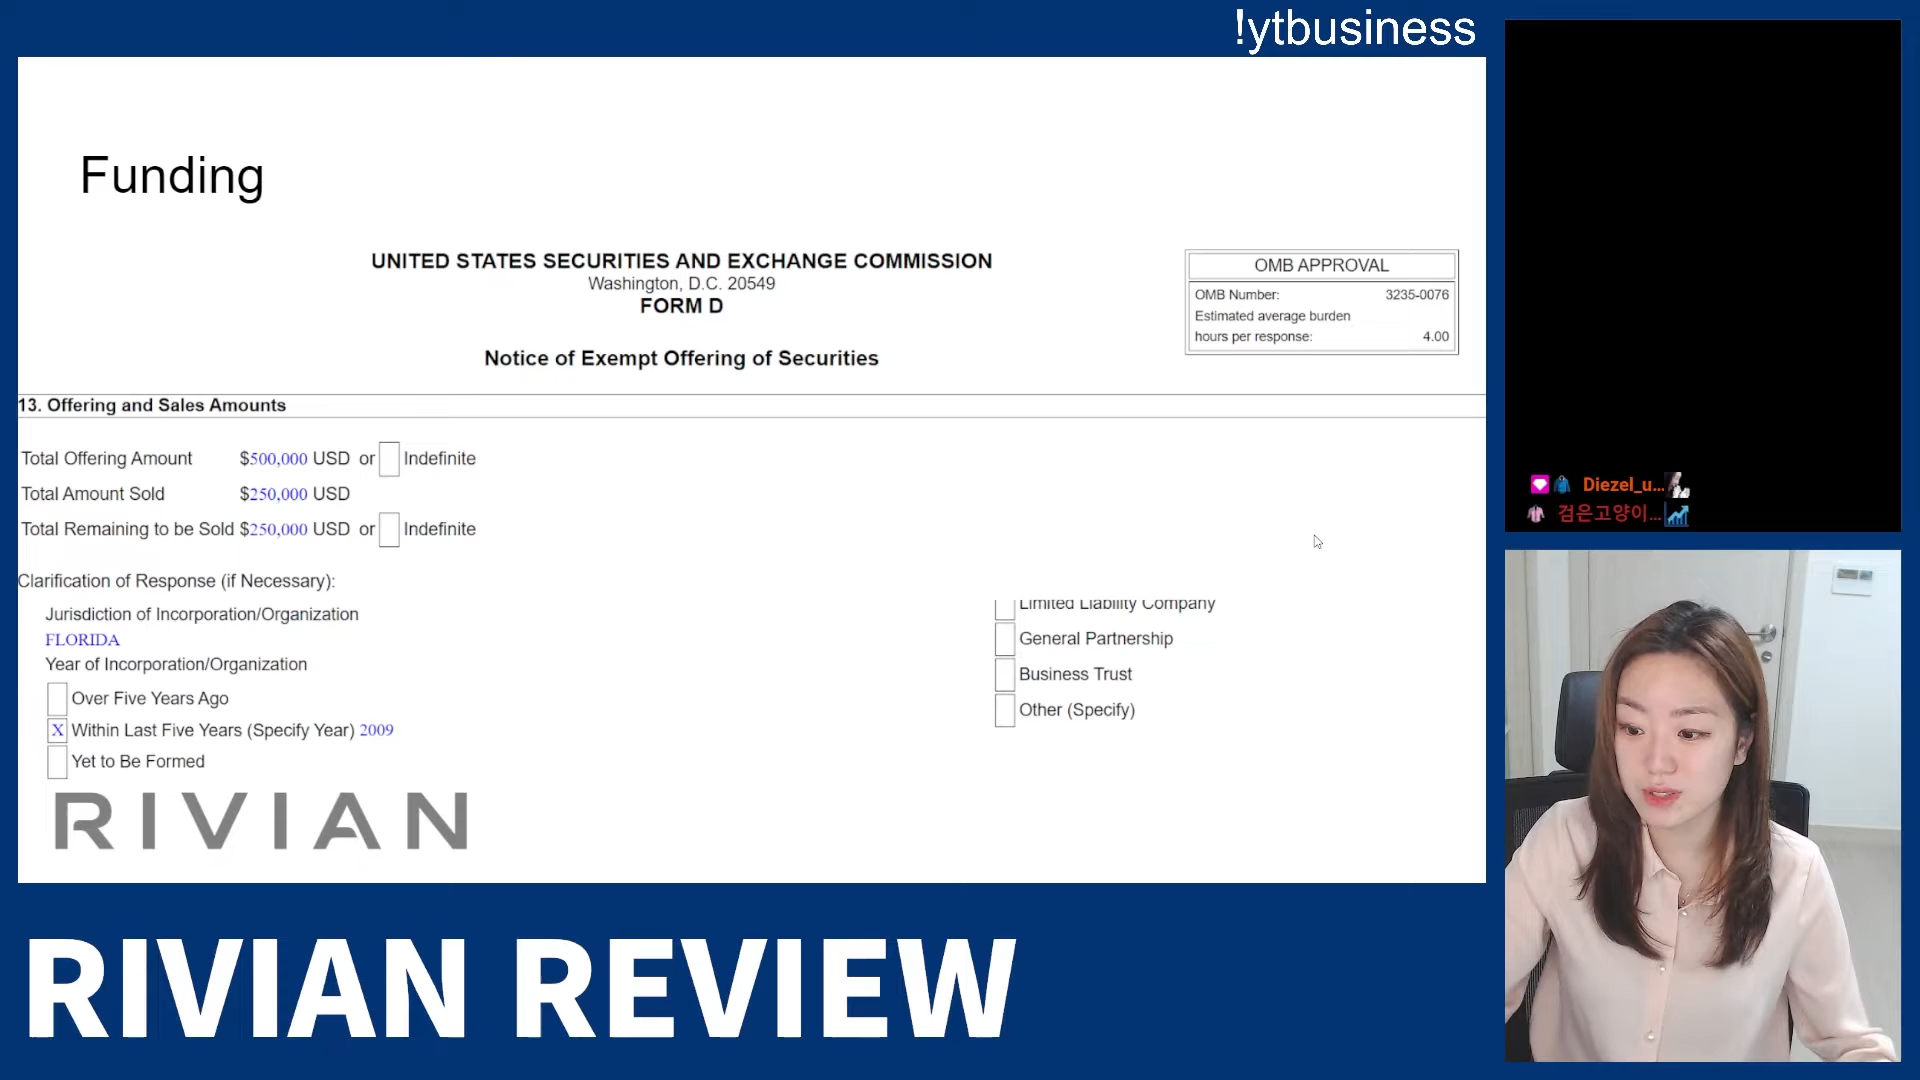 !ytbusiness
Funding
UNITED STATES SECURITIES AND EXCHANGE COMMISSION
Washington, D.C. 20549
FORM D
Notice of Exempt Offering of Securities
OMB APPROVAL
OMB Number: 3235-0076
Estimated average burden
hours per response: 4.00
13. Offering and Sales Amounts
Total Offering Amount $500,000 USD or Indefinite
Total Amount Sold $250,000 USD
Total Remaining to be Sold $250,000 USD or Indefinite
Clarification of Response (if Necessary):
Jurisdiction of Incorporation/Organization
FLORIDA
Year of Incorporation/Organization
Over Five Years Ago
X Within Last Five Years (Specify Year) 2009
Yet to Be Formed
Limited Liability Company
General Partnership
Business Trust
Other (Specify)
RIVIAN
Diezel_u...
검은고양이...
RIVIAN REVIEW